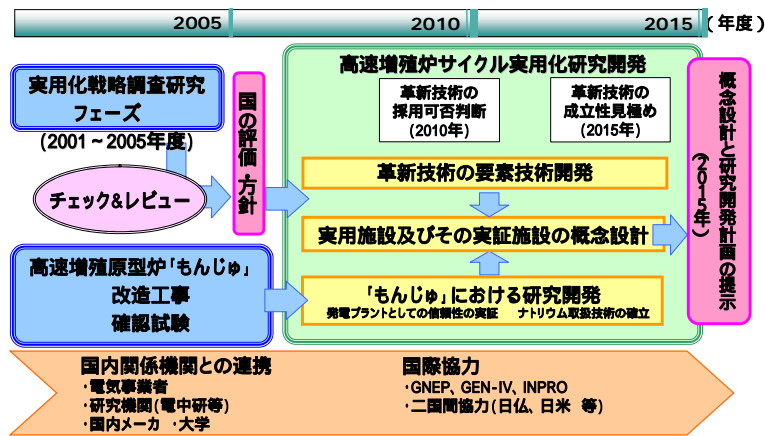 2005
2010
2015
(年度)
実用化戦略調査研究
フェーズ
(2001～2005年度)
チェック&レビュー
国の評価・方針
高速増殖炉サイクル実用化研究開発
革新技術の
採用可否判断
(2010年)
革新技術の
成立性見極め
(2015年)
革新技術の要素技術開発
実用施設及びその実証施設の概念設計
概念設計と研究開発計画の提示
(2015年)
高速増殖原型炉「もんじゅ」
改造工事
確認試験
「もんじゅ」における研究開発
発電プラントとしての信頼性の実証　ナトリウム取扱技術の確立
国内関係機関との連携
・電気事業者
・研究機関(電中研等)
・国内メーカ ・大学
国際協力
・GNEP、GEN-IV、INPRO
・二国間協力(日仏、日米 等)